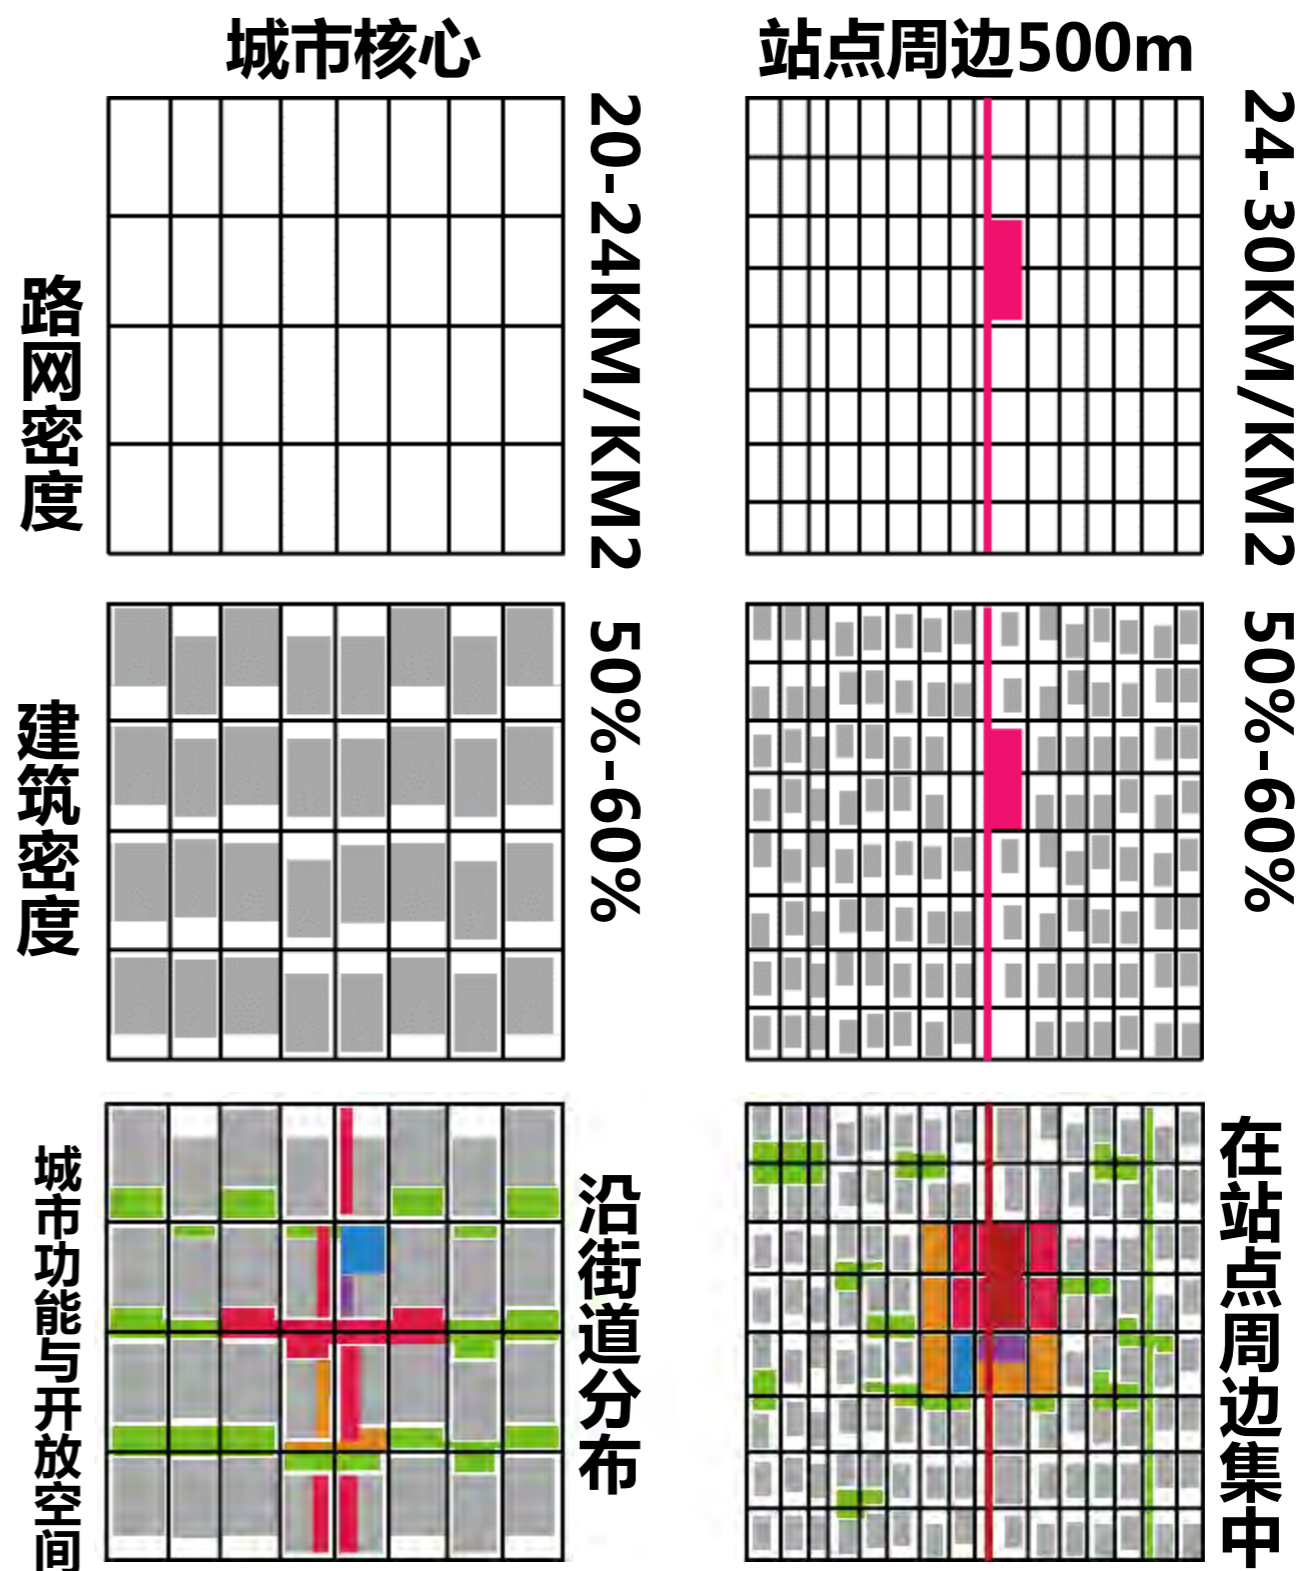 城市核心
站点周边500m
路网密度
20-24KM/KM2
24-30KM/KM2
建筑密度
50%-60%
50%-60%
城市功能与开放空间
沿街道分布
在站点周边集中